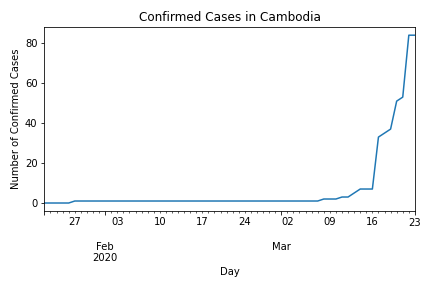 Confirmed Cases in Cambodia
Number of Confirmed Cases
80
60
40
20
0
27 03 10 17 24 02 09 16 23
Feb Mar
2020
Day